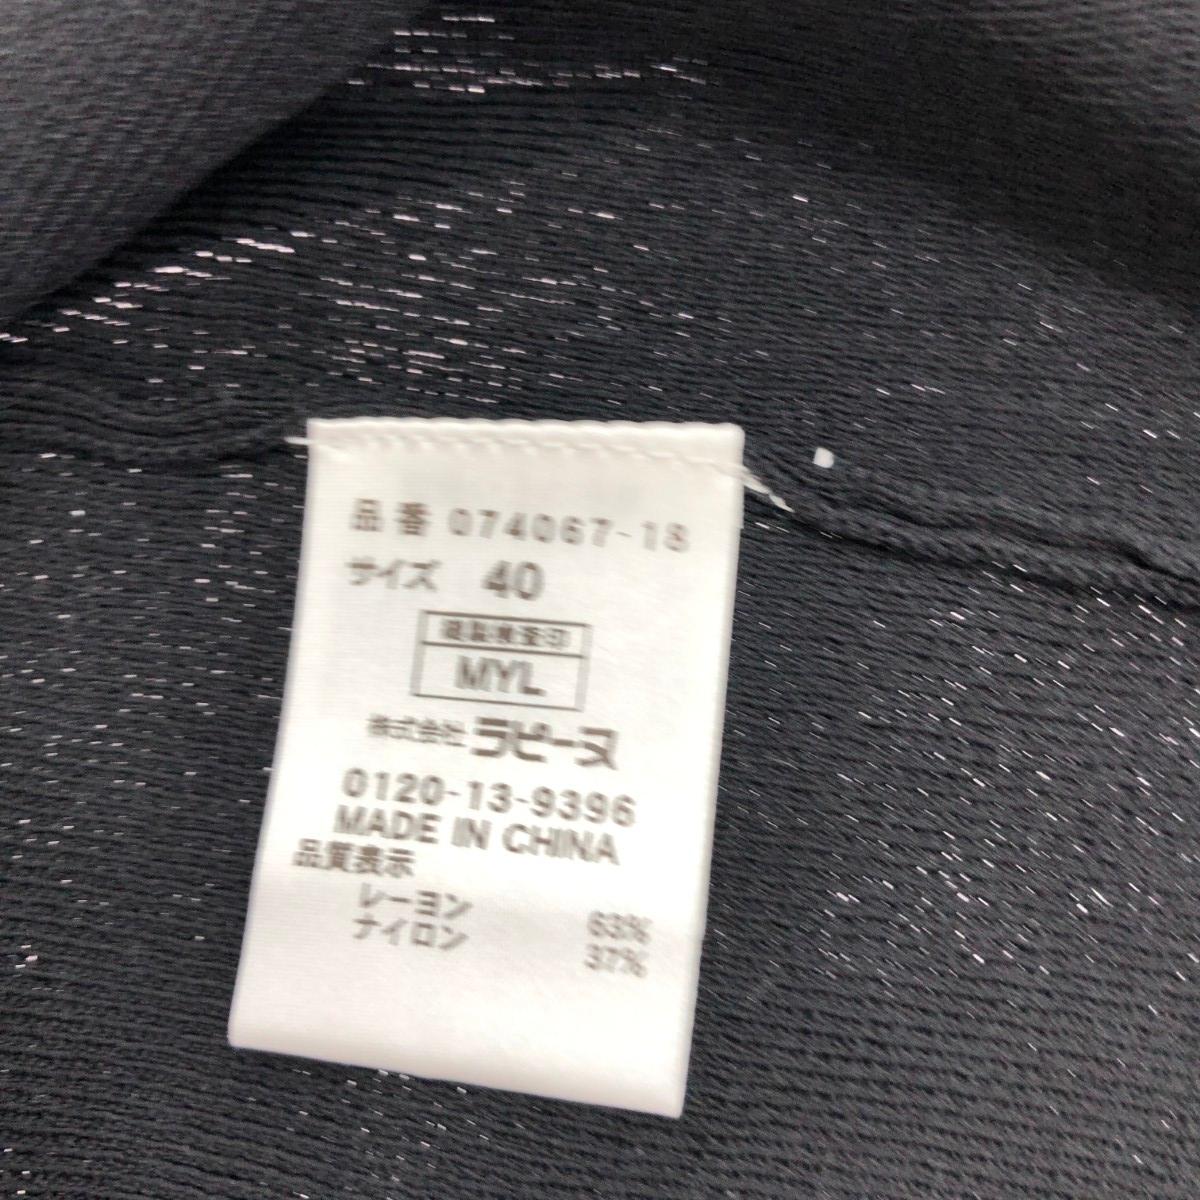 品番 074067-18
サイズ 40
縫製検査印
MYL
株式会社 ラピーヌ
0120-13-9396
MADE IN CHINA
品質表示
レーヨン 63%
ナイロン 37%